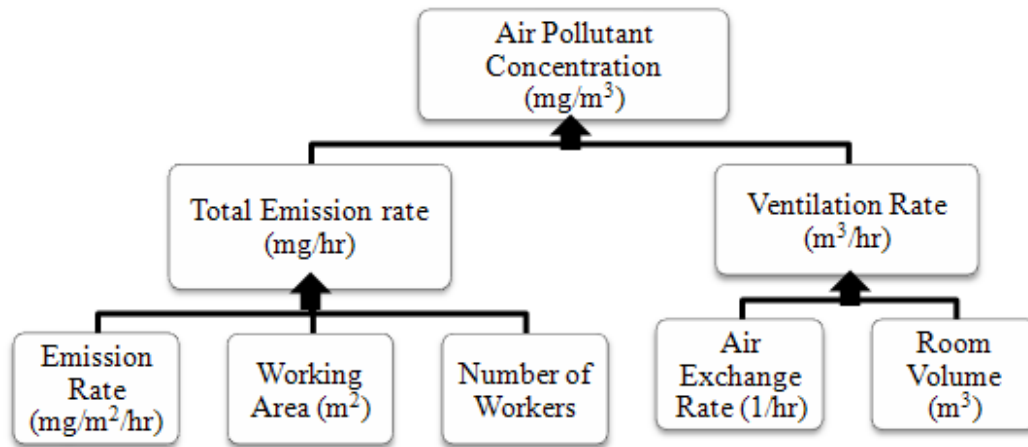 Air Pollutant
Concentration
(mg/m³)
Total Emission rate
(mg/hr)
Ventilation Rate
(m³/hr)
Emission
Rate
(mg/m²/hr)
Working
Area (m²)
Number of
Workers
Air
Exchange
Rate (1/hr)
Room
Volume
(m³)